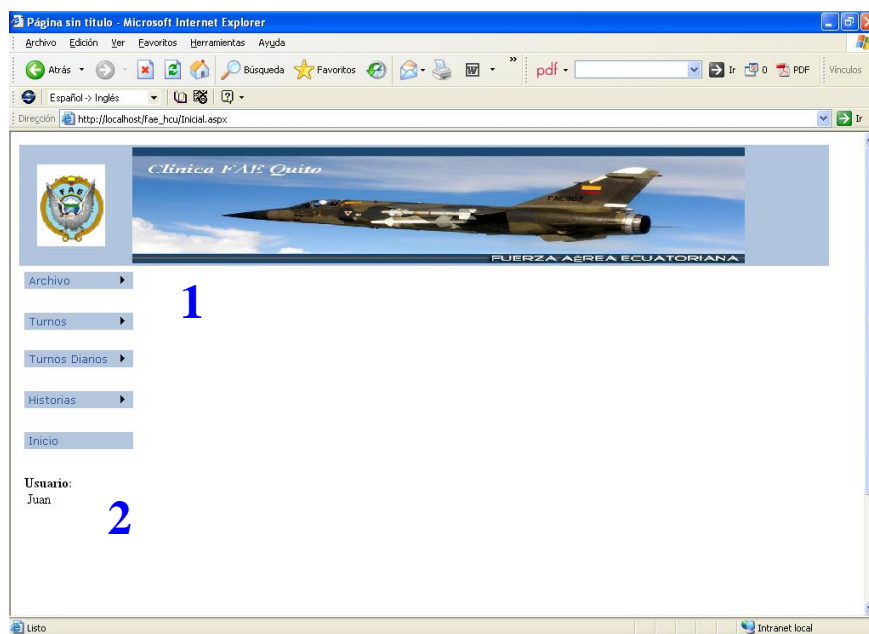 Página sin título - Microsoft Internet Explorer
Archivo Edición Ver Favoritos Herramientas Ayuda
Atrás Búsqueda Favoritos » pdf Ir 0 PDF Vínculos
Español -> Inglés
Dirección http://localhost/fae_hcu/Inicial.aspx Ir
Clínica FAE Quito
FAE
FAE902
FUERZA AÉREA ECUATORIANA
Archivo
1
Turnos
Turnos Diarios
Historias
Inicio
Usuario:
Juan
2
Listo Intranet local